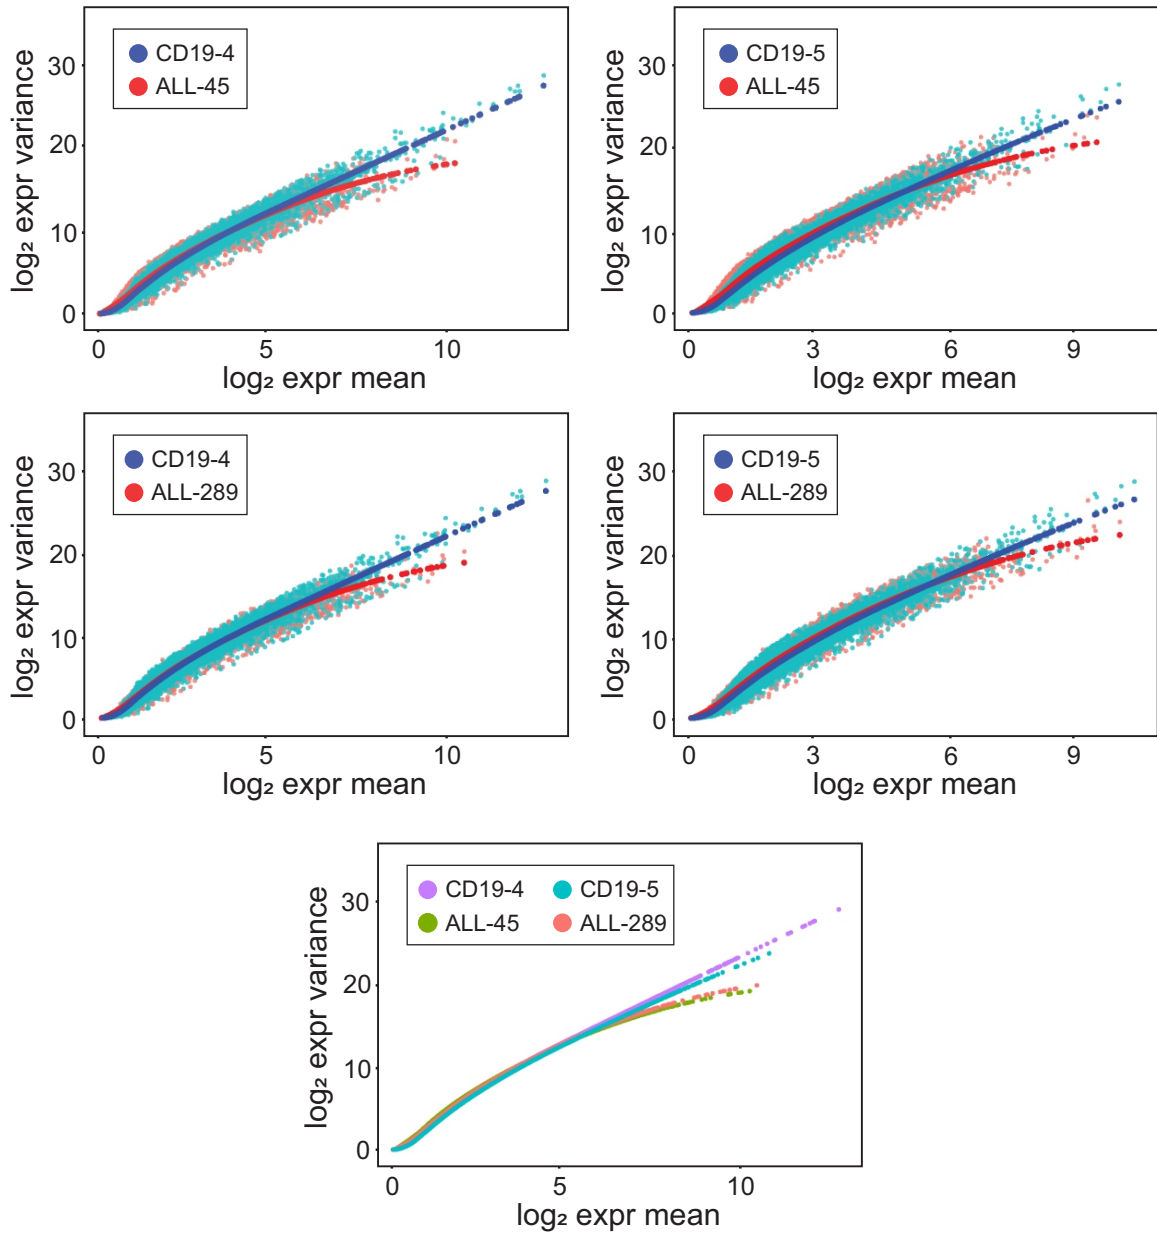 CD19-4
ALL-45
30
20
10
0
0 5 10
log₂ expr mean
log₂ expr variance
CD19-5
ALL-45
30
20
10
0
0 3 6 9
log₂ expr mean
log₂ expr variance
CD19-4
ALL-289
30
20
10
0
0 5 10
log₂ expr mean
log₂ expr variance
CD19-5
ALL-289
30
20
10
0
0 3 6 9
log₂ expr mean
log₂ expr variance
CD19-4 CD19-5
ALL-45 ALL-289
30
20
10
0
0 5 10
log₂ expr mean
log₂ expr variance